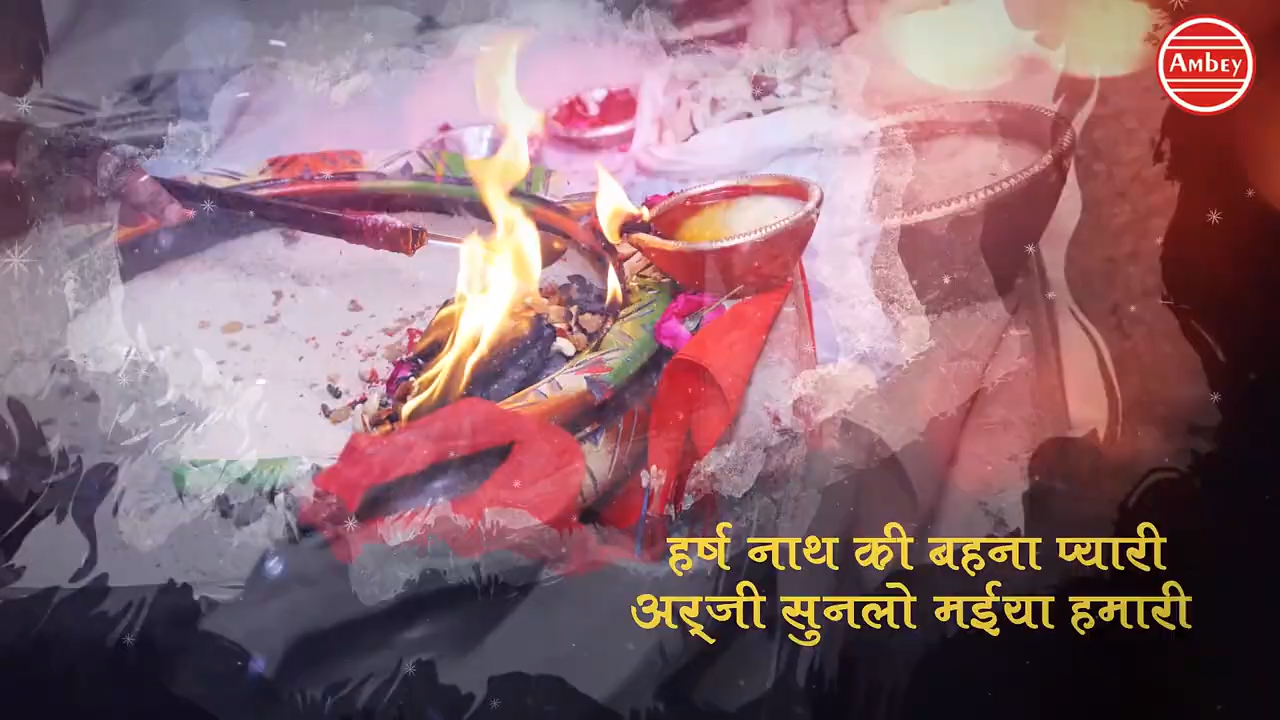 AMBEY
हर्ष नाथ की बहना प्यारी
अर्‌जी सुनलो मईया हमारी